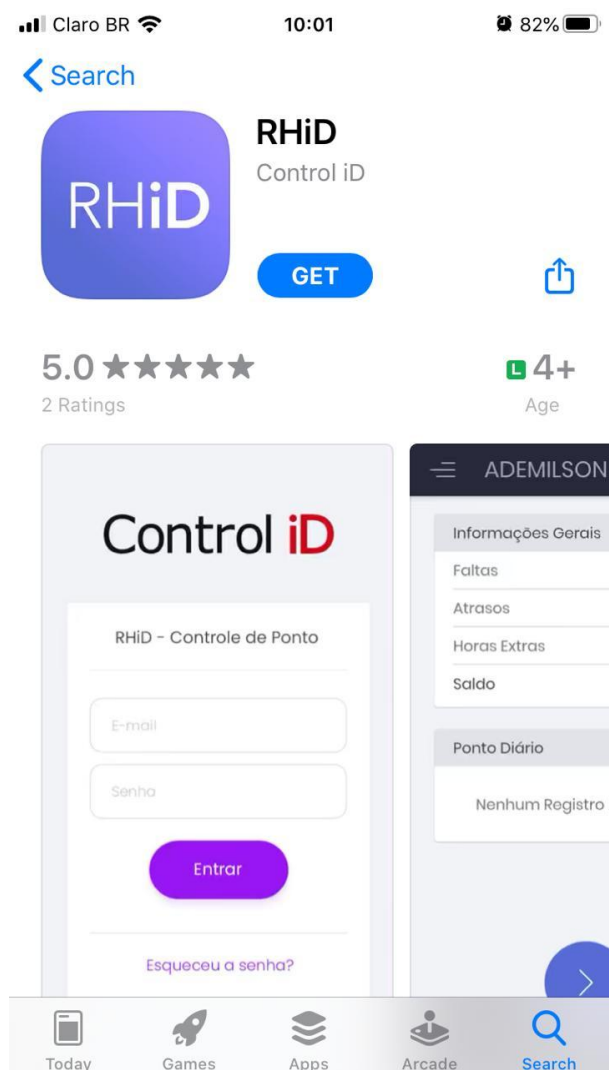 Claro BR 10:01 82%
Search
RHiD
RHiD
Control iD
GET
5.0 ★★★★★
L 4+
2 Ratings
Age
Control iD
RHiD - Controle de Ponto
E-mail
Senha
Entrar
Esqueceu a senha?
ADEMILSON
Informações Gerais
Faltas
Atrasos
Horas Extras
Saldo
Ponto Diário
Nenhum Registro
Today Games Apps Arcade Search